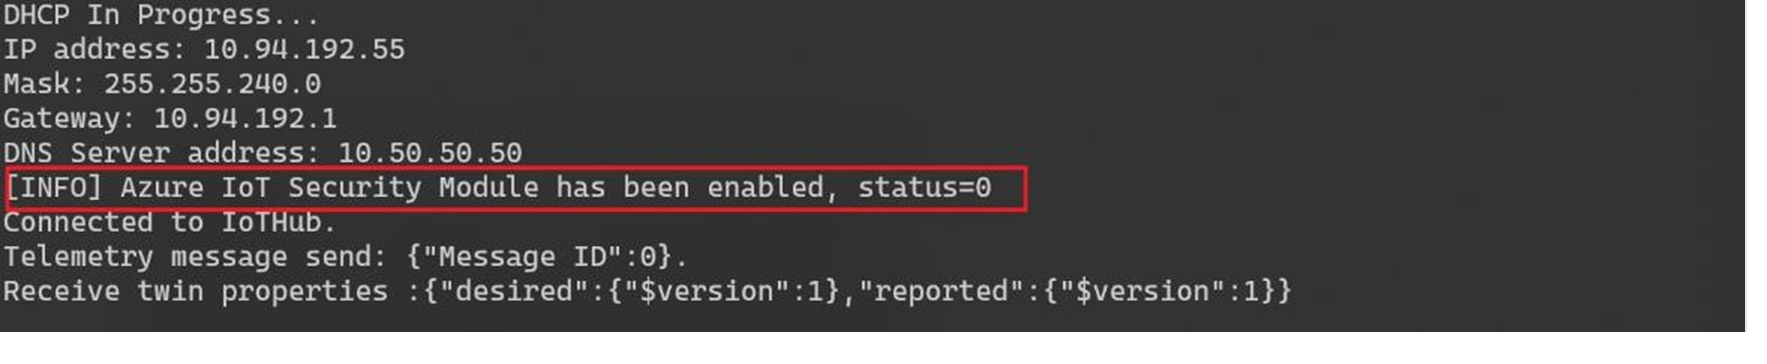 DHCP In Progress...
IP address: 10.94.192.55
Mask: 255.255.240.0
Gateway: 10.94.192.1
DNS Server address: 10.50.50.50
[INFO] Azure IoT Security Module has been enabled, status=0
Connected to IoTHub.
Telemetry message send: {"Message ID":0}.
Receive twin properties :{"desired":{"$version":1},"reported":{"$version":1}}